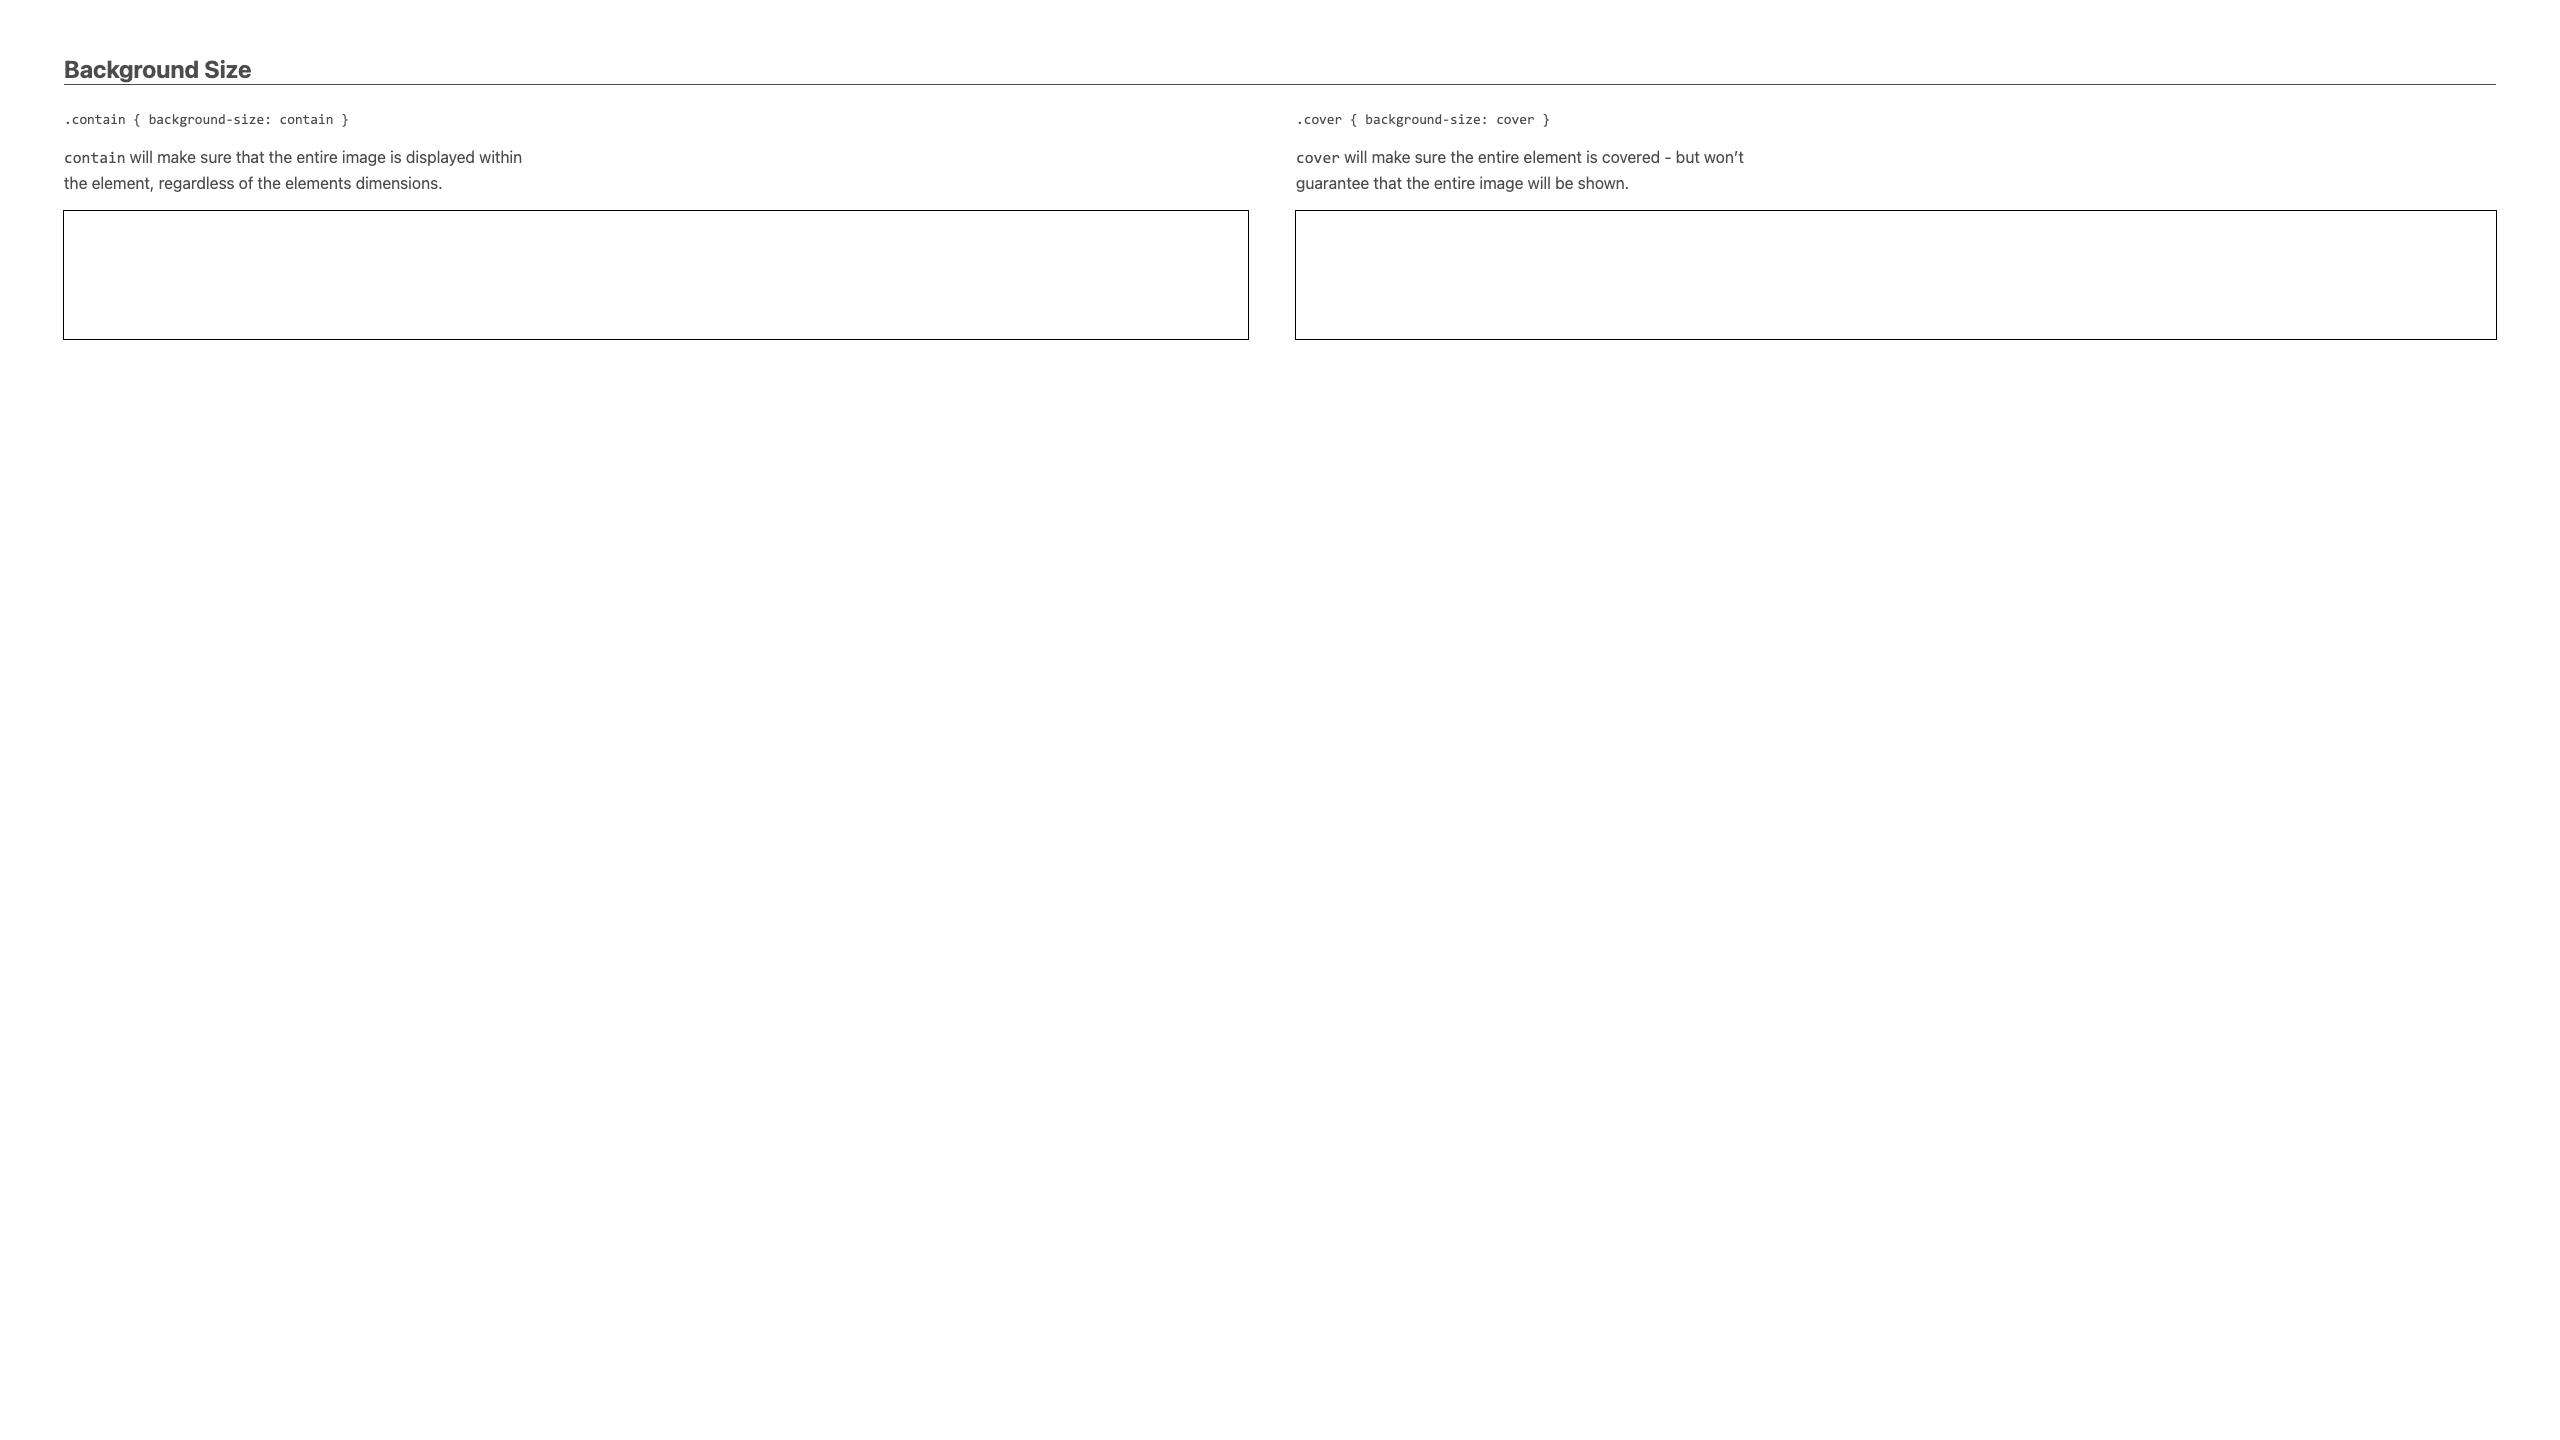 Background Size
.contain { background-size: contain }
contain will make sure that the entire image is displayed within
the element, regardless of the elements dimensions.
.cover { background-size: cover }
cover will make sure the entire element is covered - but won’t
guarantee that the entire image will be shown.